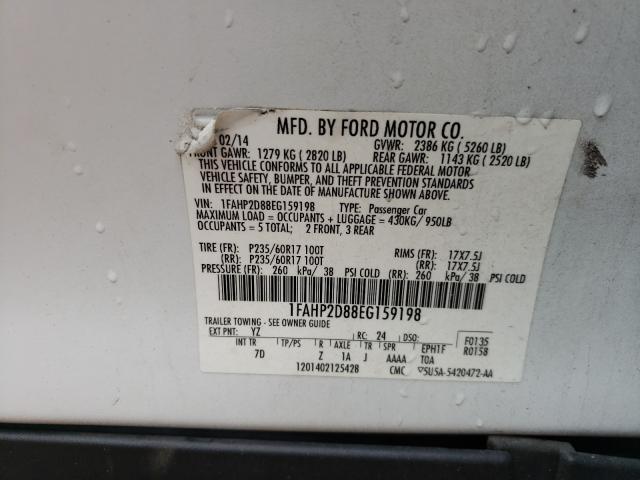 MFD. BY FORD MOTOR CO.
02/14 GVWR: 2386 KG ( 5260 LB)
FRONT GAWR: 1279 KG ( 2820 LB) REAR GAWR: 1143 KG ( 2520 LB)
THIS VEHICLE CONFORMS TO ALL APPLICABLE FEDERAL MOTOR
VEHICLE SAFETY, BUMPER, AND THEFT PREVENTION STANDARDS
IN EFFECT ON THE DATE OF MANUFACTURE SHOWN ABOVE.
VIN: 1FAHP2D88EG159198 TYPE: Passenger Car
MAXIMUM LOAD = OCCUPANTS + LUGGAGE = 430KG/ 950LB
OCCUPANTS = 5 TOTAL; 2 FRONT, 3 REAR
TIRE (FR): P235/60R17 100T RIMS (FR): 17X7.5J
(RR): P235/60R17 100T (RR): 17X7.5J
PRESSURE (FR): 260 kPa/ 38 PSI COLD (RR): 260 kPa/ 38 PSI COLD
1FAHP2D88EG159198
TRAILER TOWING - SEE OWNER GUIDE
EXT PNT: YZ RC: 24 DSO: F0135
INT TR TP/PS R AXLE TR SPR EPH1F R0158
7D Z 1A J AAAA TOA
1201402125428 CMC 5U5A-5420472-AA